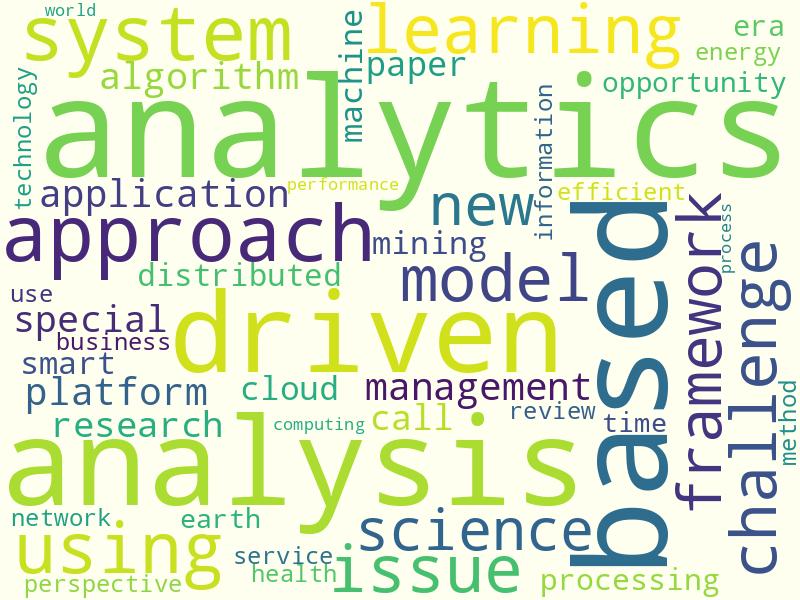 world
system
learning
era
machine
paper
energy
algorithm
opportunity
technology
analytics
information
application
performance
efficient
new
approach
mining
process
framework
based
challenge
distributed
model
use
driven
special
business
smart
platform
cloud
management
method
research
computing
call
review
time
analysis
network
earth
science
using
service
issue
health
perspective
processing